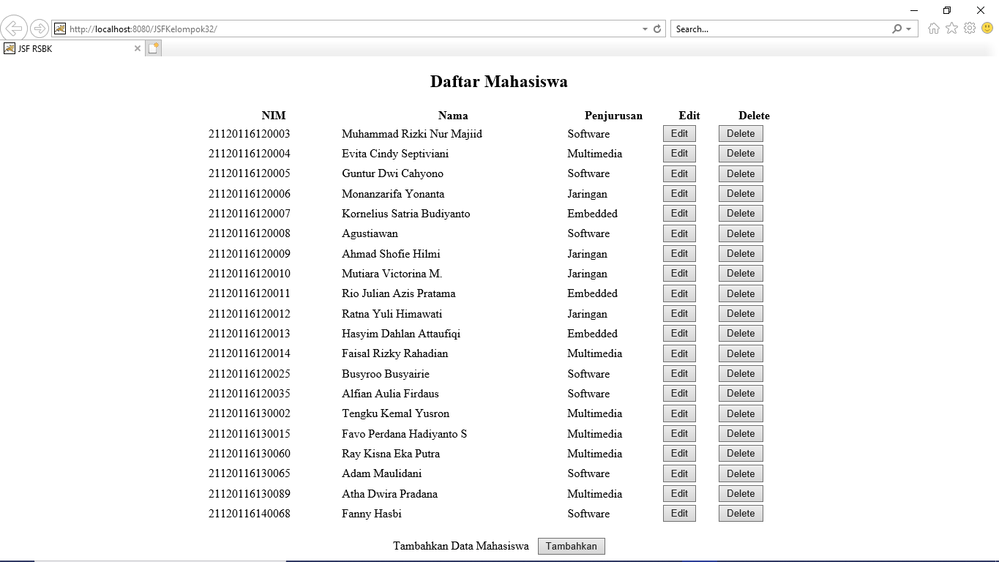 http://localhost:8080/JSFKelompok32/ Search...
JSF RSBK
Daftar Mahasiswa
NIM Nama Penjurusan Edit Delete
21120116120003 Muhammad Rizki Nur Majiid Software Edit Delete
21120116120004 Evita Cindy Septiviani Multimedia Edit Delete
21120116120005 Guntur Dwi Cahyono Software Edit Delete
21120116120006 Monanzarifa Yonanta Jaringan Edit Delete
21120116120007 Kornelius Satria Budiyanto Embedded Edit Delete
21120116120008 Agustiawan Software Edit Delete
21120116120009 Ahmad Shofie Hilmi Jaringan Edit Delete
21120116120010 Mutiara Victorina M. Jaringan Edit Delete
21120116120011 Rio Julian Azis Pratama Embedded Edit Delete
21120116120012 Ratna Yuli Himawati Jaringan Edit Delete
21120116120013 Hasyim Dahlan Attaufiqi Embedded Edit Delete
21120116120014 Faisal Rizky Rahadian Multimedia Edit Delete
21120116120025 Busyroo Busyairie Software Edit Delete
21120116120035 Alfian Aulia Firdaus Software Edit Delete
21120116130002 Tengku Kemal Yusron Multimedia Edit Delete
21120116130015 Favo Perdana Hadiyanto S Multimedia Edit Delete
21120116130060 Ray Kisna Eka Putra Multimedia Edit Delete
21120116130065 Adam Maulidani Software Edit Delete
21120116130089 Atha Dwira Pradana Multimedia Edit Delete
21120116140068 Fanny Hasbi Software Edit Delete
Tambahkan Data Mahasiswa Tambahkan